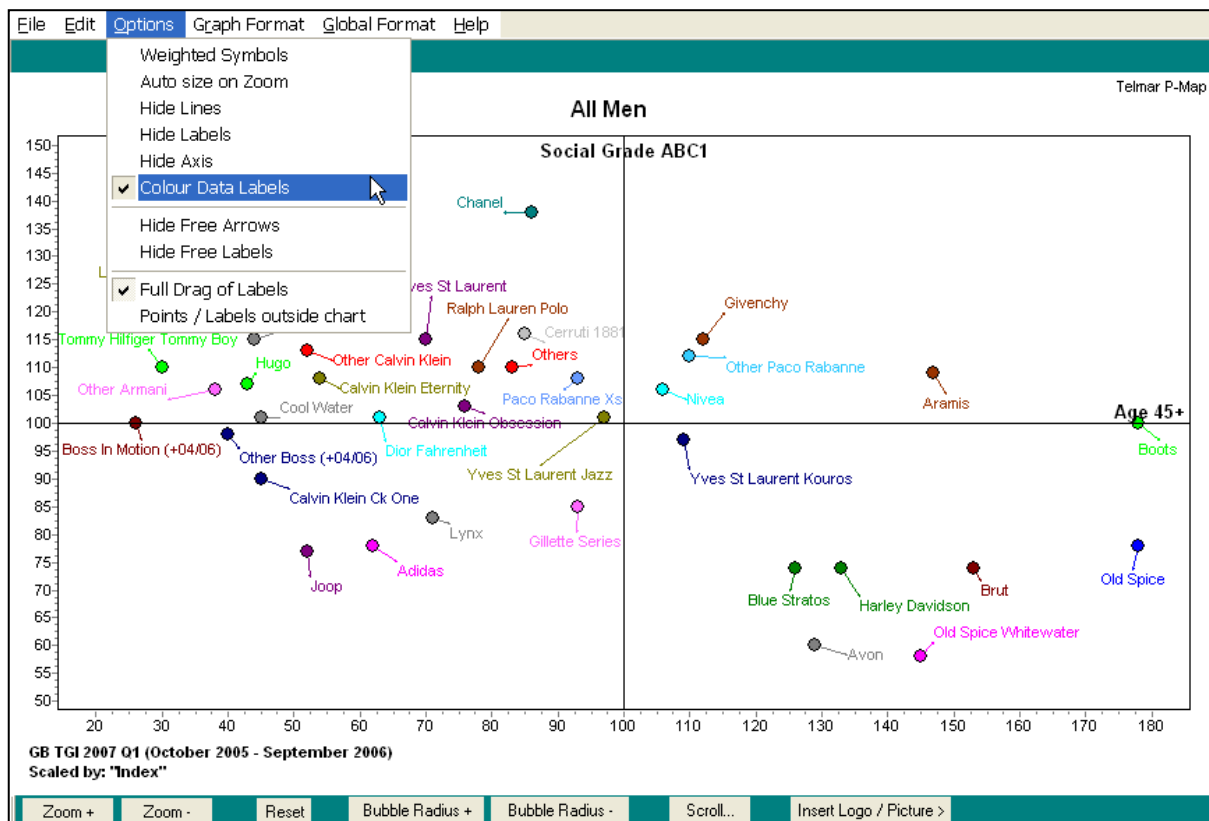 File Edit Options Graph Format Global Format Help
Weighted Symbols
Auto size on Zoom
Hide Lines
Hide Labels
Hide Axis
Colour Data Labels
Hide Free Arrows
Hide Free Labels
Full Drag of Labels
Points / Labels outside chart
Telmar P-Map
All Men
Social Grade ABC1
Age 45+
150
145
140
135
130
125
120
115
110
105
100
95
90
85
80
75
70
65
60
55
50
Chanel
L
ves St Laurent
Ralph Lauren Polo
Cerruti 1881
Givenchy
Tommy Hilfiger Tommy Boy
Hugo
Other Calvin Klein
Others
Other Paco Rabanne
Other Armani
Calvin Klein Eternity
Paco Rabanne Xs
Nivea
Aramis
Cool Water
Calvin Klein Obsession
Boss In Motion (+04/06)
Other Boss (+04/06)
Dior Fahrenheit
Yves St Laurent Jazz
Yves St Laurent Kouros
Boots
Calvin Klein Ck One
Lynx
Gillette Series
Joop
Adidas
Blue Stratos
Harley Davidson
Brut
Old Spice
Avon
Old Spice Whitewater
20 30 40 50 60 70 80 90 100 110 120 130 140 150 160 170 180
GB TGI 2007 Q1 (October 2005 - September 2006)
Scaled by: "Index"
Zoom + Zoom - Reset Bubble Radius + Bubble Radius - Scroll... Insert Logo / Picture >